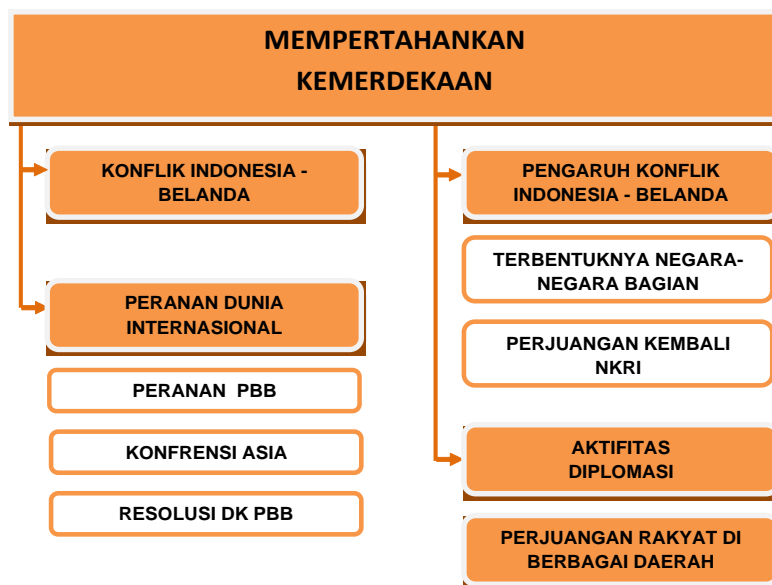 MEMPERTAHANKAN
KEMERDEKAAN
KONFLIK INDONESIA -
BELANDA
PERANAN DUNIA
INTERNASIONAL
PERANAN PBB
KONFRENSI ASIA
RESOLUSI DK PBB
PENGARUH KONFLIK
INDONESIA - BELANDA
TERBENTUKNYA NEGARA-
NEGARA BAGIAN
PERJUANGAN KEMBALI
NKRI
AKTIFITAS
DIPLOMASI
PERJUANGAN RAKYAT DI
BERBAGAI DAERAH